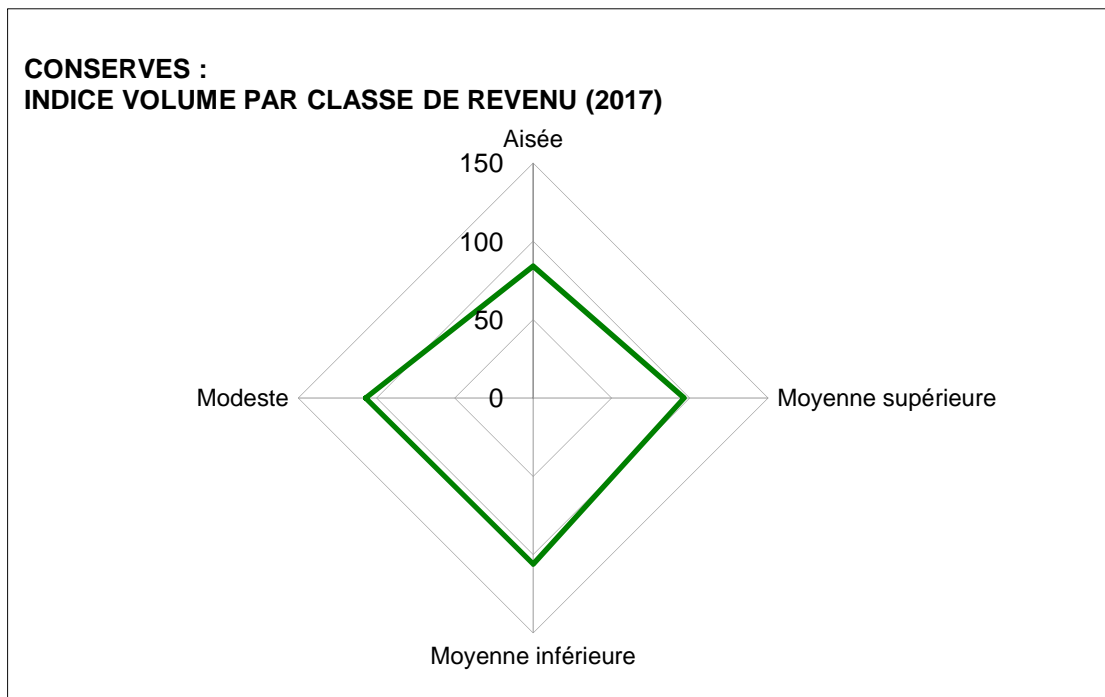 CONSERVES :
INDICE VOLUME PAR CLASSE DE REVENU (2017)
Aisée
150
100
50
Modeste
0
Moyenne supérieure
Moyenne inférieure